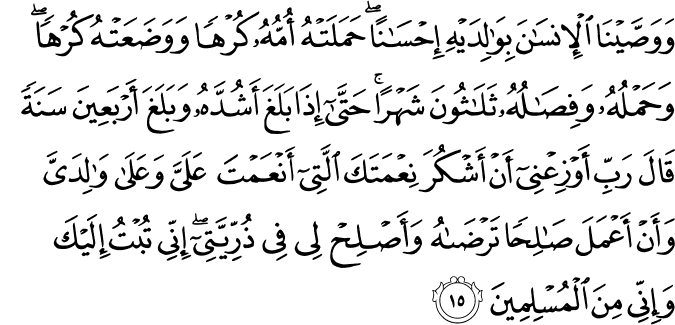 وَوَصَّيۡنَا ٱلۡإِنسَٰنَ بِوَٰلِدَيۡهِ إِحۡسَٰنًاۖ حَمَلَتۡهُ أُمُّهُۥ كُرۡهٗا وَوَضَعَتۡهُ كُرۡهٗاۖ
وَحَمۡلُهُۥ وَفِصَٰلُهُۥ ثَلَٰثُونَ شَهۡرًاۚ حَتَّىٰٓ إِذَا بَلَغَ أَشُدَّهُۥ وَبَلَغَ أَرۡبَعِينَ سَنَةٗ
قَالَ رَبِّ أَوۡزِعۡنِيٓ أَنۡ أَشۡكُرَ نِعۡمَتَكَ ٱلَّتِيٓ أَنۡعَمۡتَ عَلَيَّ وَعَلَىٰ وَٰلِدَيَّ
وَأَنۡ أَعۡمَلَ صَٰلِحٗا تَرۡضَىٰهُ وَأَصۡلِحۡ لِي فِي ذُرِّيَّتِيٓۖ إِنِّي تُبۡتُ إِلَيۡكَ
وَإِنِّي مِنَ ٱلۡمُسۡلِمِينَ ١٥